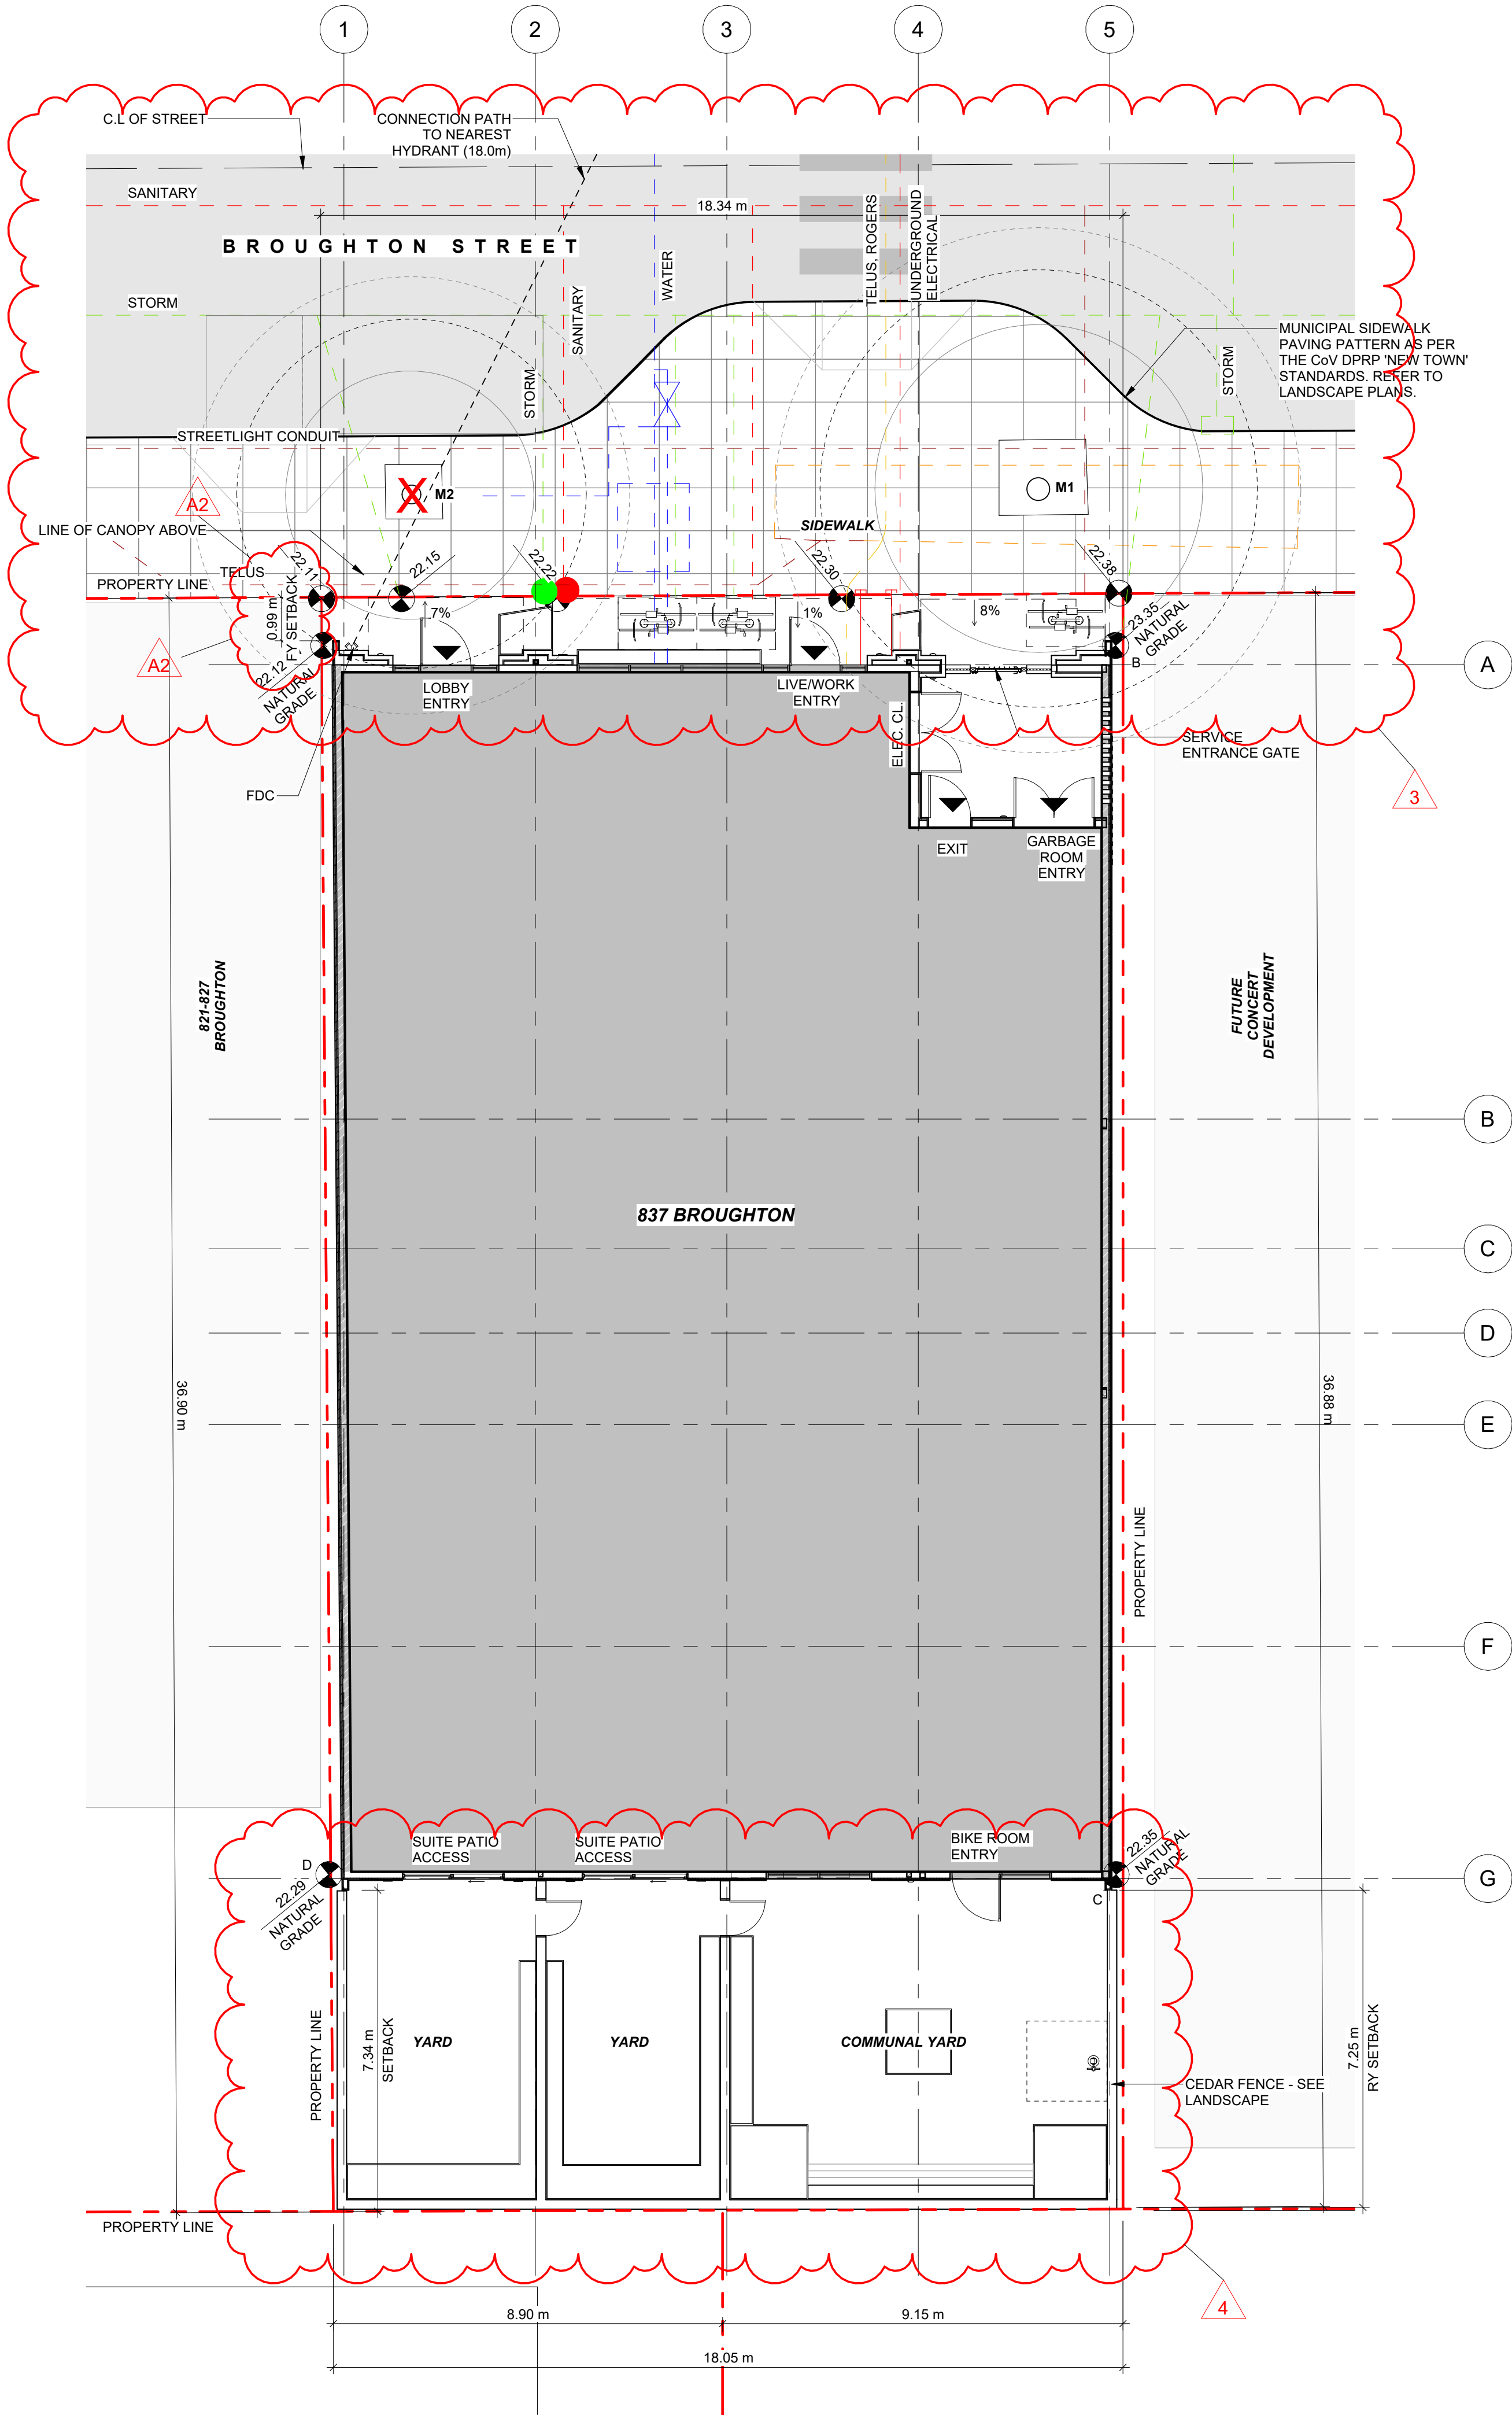 1
2
3
4
5
C.L OF STREET
CONNECTION PATH
TO NEAREST
HYDRANT (18.0m)
SANITARY
18.34 m
BROUGHTON STREET
TELUS, ROGERS
UNDERGROUND
ELECTRICAL
WATER
STORM
SANITARY
STORM
STORM
MUNICIPAL SIDEWALK
PAVING PATTERN AS PER
THE CoV DPRP 'NEW TOWN'
STANDARDS. REFER TO
LANDSCAPE PLANS.
STREETLIGHT CONDUIT
X
M2
M1
A2
LINE OF CANOPY ABOVE
SIDEWALK
TELUS
PROPERTY LINE
22.11
22.15
22.22
22.30
22.38
0.99 m
FY SETBACK
7%
1%
8%
23.35
NATURAL
GRADE
B
A
A2
22.12
NATURAL
GRADE
LOBBY
ENTRY
LIVE/WORK
ENTRY
ELEC. CL.
SERVICE
ENTRANCE GATE
FDC
3
EXIT
GARBAGE
ROOM
ENTRY
821-827
BROUGHTON
FUTURE
CONCERT
DEVELOPMENT
B
837 BROUGHTON
C
D
36.90 m
36.88 m
E
PROPERTY LINE
F
SUITE PATIO
ACCESS
SUITE PATIO
ACCESS
BIKE ROOM
ENTRY
22.35
NATURAL
GRADE
D
G
22.29
NATURAL
GRADE
C
PROPERTY LINE
7.34 m
SETBACK
YARD
YARD
COMMUNAL YARD
7.25 m
RY SETBACK
CEDAR FENCE - SEE
LANDSCAPE
PROPERTY LINE
4
8.90 m
9.15 m
18.05 m